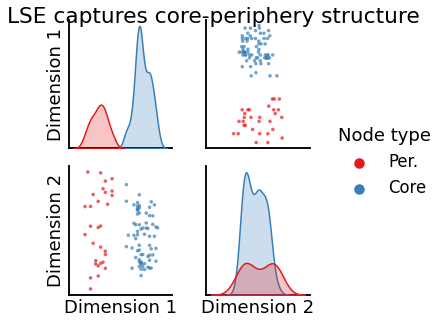 LSE captures core-periphery structure
Dimension 1
Node type
Per.
Core
Dimension 2
Dimension 1
Dimension 2